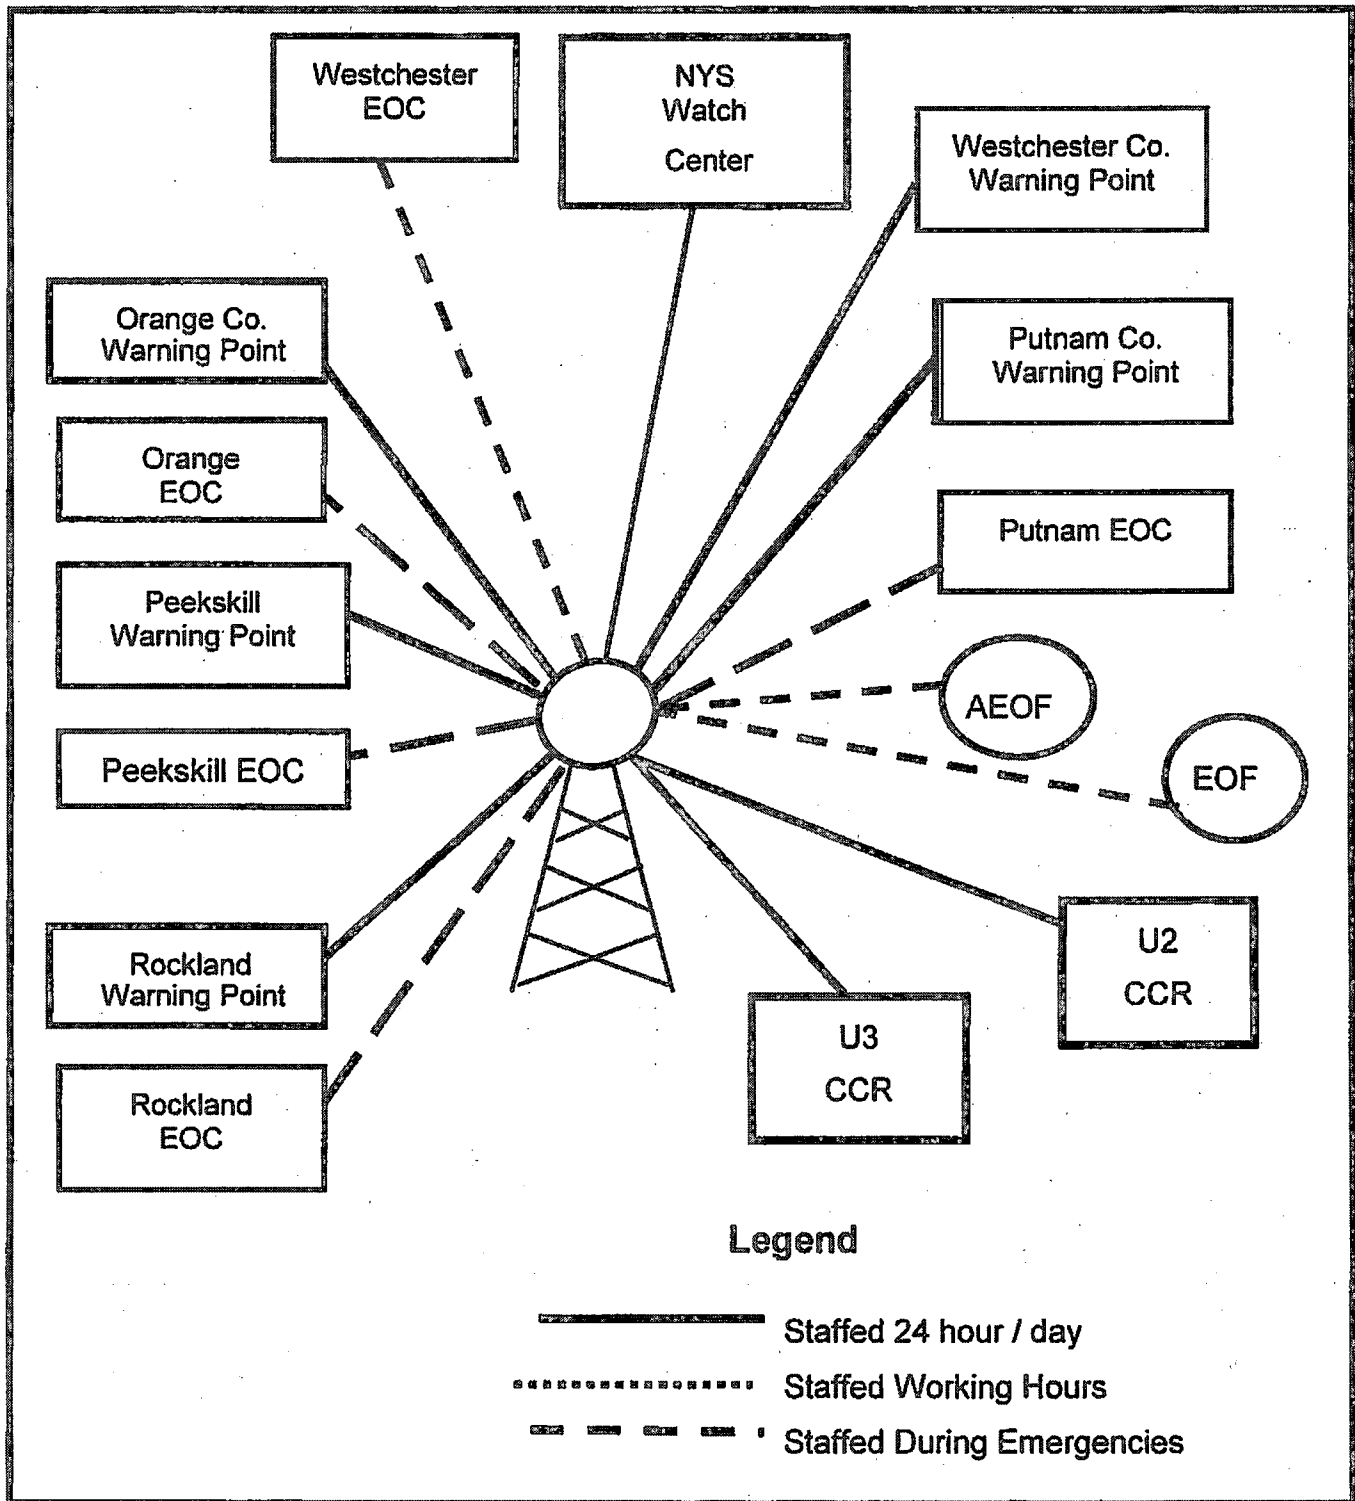 Westchester
EOC
NYS
Watch
Center
Westchester Co.
Warning Point
Orange Co.
Warning Point
Putnam Co.
Warning Point
Orange
EOC
Putnam EOC
Peekskill
Warning Point
AEOF
Peekskill EOC
EOF
U2
CCR
Rockland
Warning Point
U3
CCR
Rockland
EOC
Legend
Staffed 24 hour / day
Staffed Working Hours
Staffed During Emergencies